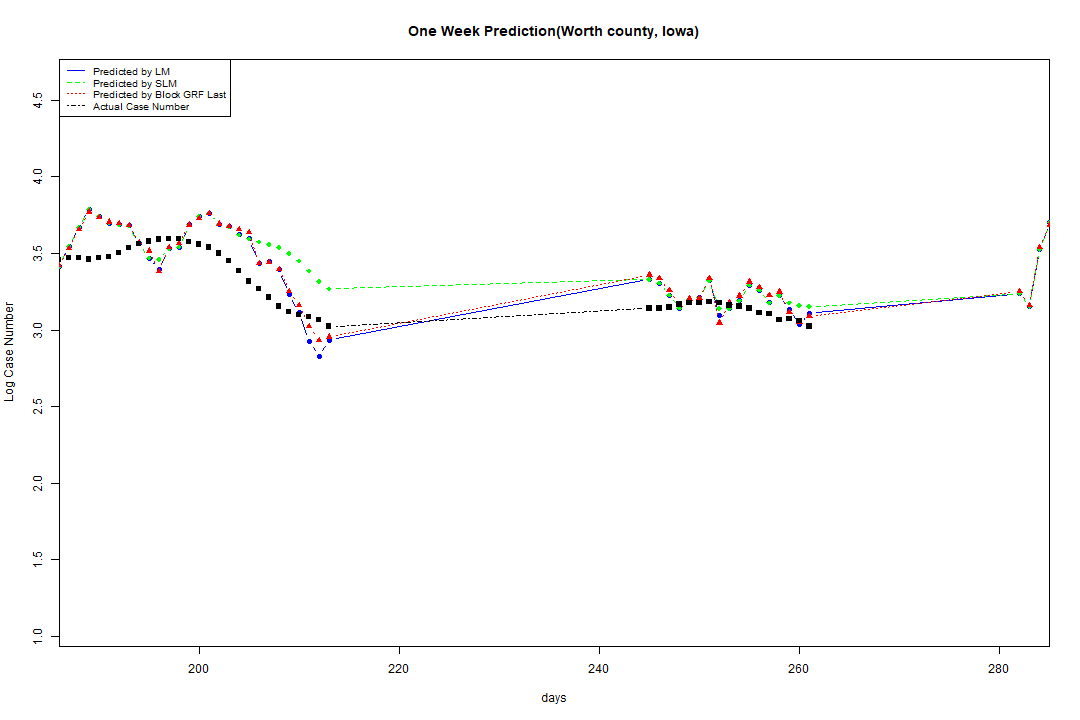 One Week Prediction(Worth county, Iowa)
Predicted by LM
Predicted by SLM
Predicted by Block GRF Last
Actual Case Number
4.5
4.0
3.5
3.0
2.5
2.0
1.5
1.0
Log Case Number
200 220 240 260 280
days